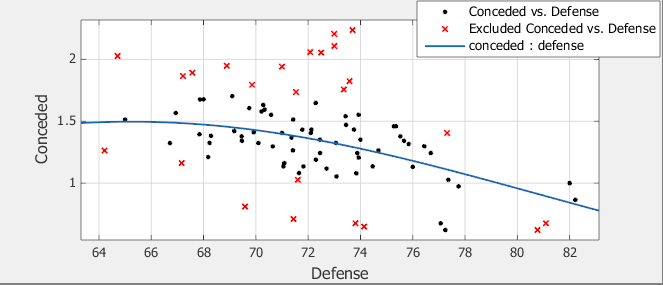 Conceded vs. Defense
Excluded Conceded vs. Defense
conceded : defense
2
1.5
1
Conceded
64 66 68 70 72 74 76 78 80 82
Defense